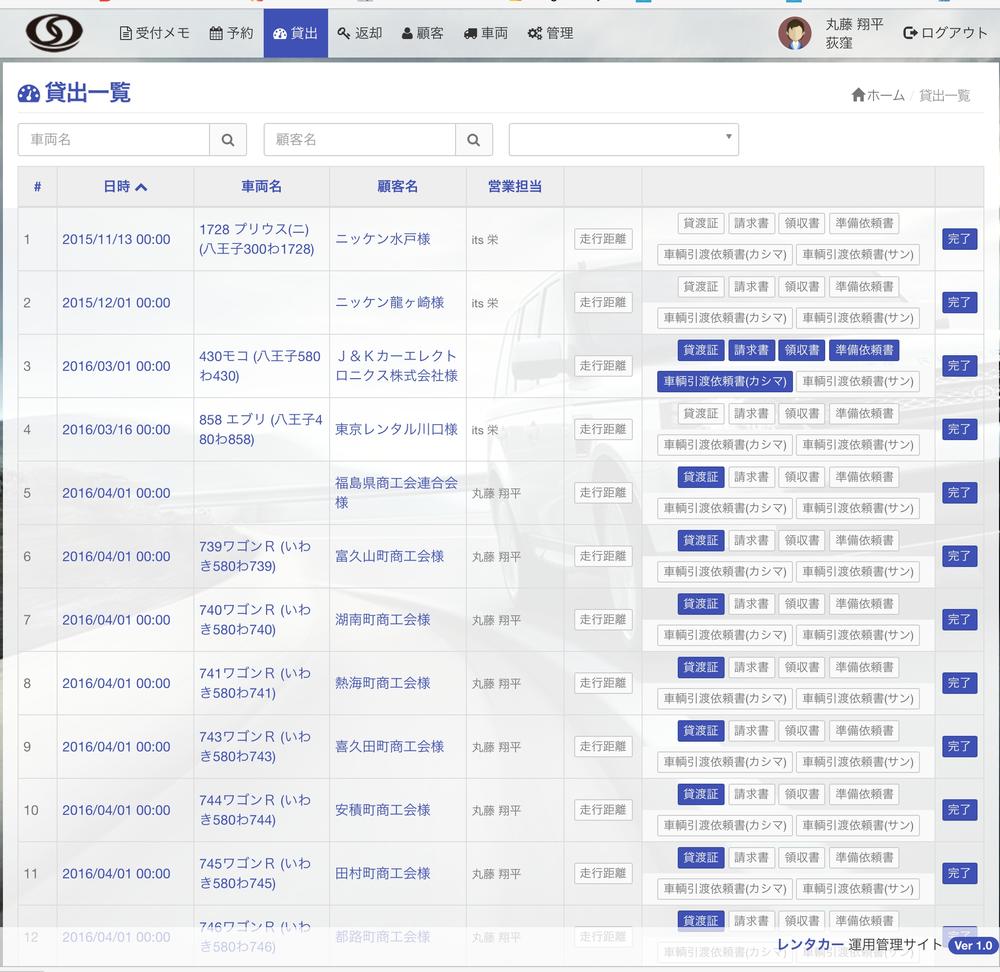 受付メモ 予約 貸出 返却 顧客 車両 管理 丸藤 翔平 ログアウト
荻窪
貸出一覧 ホーム / 貸出一覧
車両名 顧客名
# 日時 車両名 顧客名 営業担当
1 2015/11/13 00:00 1728 プリウス(ニ) (八王子300わ1728) ニッケン水戸様 its 栄 走行距離 貸渡証 請求書 領収書 準備依頼書 完了
車輌引渡依頼書(カシマ) 車輌引渡依頼書(サン)
2 2015/12/01 00:00 ニッケン龍ヶ崎様 its 栄 走行距離 貸渡証 請求書 領収書 準備依頼書 完了
車輌引渡依頼書(カシマ) 車輌引渡依頼書(サン)
3 2016/03/01 00:00 430モコ (八王子580わ430) Ｊ＆Ｋカーエレクトロニクス株式会社様 走行距離 貸渡証 請求書 領収書 準備依頼書 完了
車輌引渡依頼書(カシマ) 車輌引渡依頼書(サン)
4 2016/03/16 00:00 858 エブリ (八王子480わ858) 東京レンタル川口様 its 栄 走行距離 貸渡証 請求書 領収書 準備依頼書 完了
車輌引渡依頼書(カシマ) 車輌引渡依頼書(サン)
5 2016/04/01 00:00 福島県商工会連合会様 丸藤 翔平 走行距離 貸渡証 請求書 領収書 準備依頼書 完了
車輌引渡依頼書(カシマ) 車輌引渡依頼書(サン)
6 2016/04/01 00:00 739ワゴンＲ (いわき580わ739) 富久山町商工会様 丸藤 翔平 走行距離 貸渡証 請求書 領収書 準備依頼書 完了
車輌引渡依頼書(カシマ) 車輌引渡依頼書(サン)
7 2016/04/01 00:00 740ワゴンＲ (いわき580わ740) 湖南町商工会様 丸藤 翔平 走行距離 貸渡証 請求書 領収書 準備依頼書 完了
車輌引渡依頼書(カシマ) 車輌引渡依頼書(サン)
8 2016/04/01 00:00 741ワゴンＲ (いわき580わ741) 熱海町商工会様 丸藤 翔平 走行距離 貸渡証 請求書 領収書 準備依頼書 完了
車輌引渡依頼書(カシマ) 車輌引渡依頼書(サン)
9 2016/04/01 00:00 743ワゴンＲ (いわき580わ743) 喜久田町商工会様 丸藤 翔平 走行距離 貸渡証 請求書 領収書 準備依頼書 完了
車輌引渡依頼書(カシマ) 車輌引渡依頼書(サン)
10 2016/04/01 00:00 744ワゴンＲ (いわき580わ744) 安積町商工会様 丸藤 翔平 走行距離 貸渡証 請求書 領収書 準備依頼書 完了
車輌引渡依頼書(カシマ) 車輌引渡依頼書(サン)
11 2016/04/01 00:00 745ワゴンＲ (いわき580わ745) 田村町商工会様 丸藤 翔平 走行距離 貸渡証 請求書 領収書 準備依頼書 完了
車輌引渡依頼書(カシマ) 車輌引渡依頼書(サン)
12 2016/04/01 00:00 746ワゴンＲ (いわき580わ746) 都路町商工会様 丸藤 翔平 走行距離 貸渡証 請求書 領収書 準備依頼書
レンタカー 運用管理サイト Ver 1.0